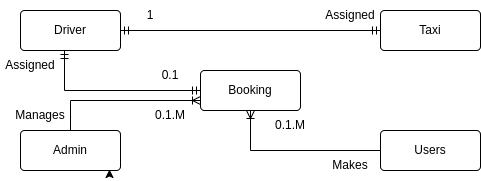 1
Assigned
Driver
Taxi
Assigned
0.1
Booking
Manages
0.1.M
0.1.M
Admin
Users
Makes